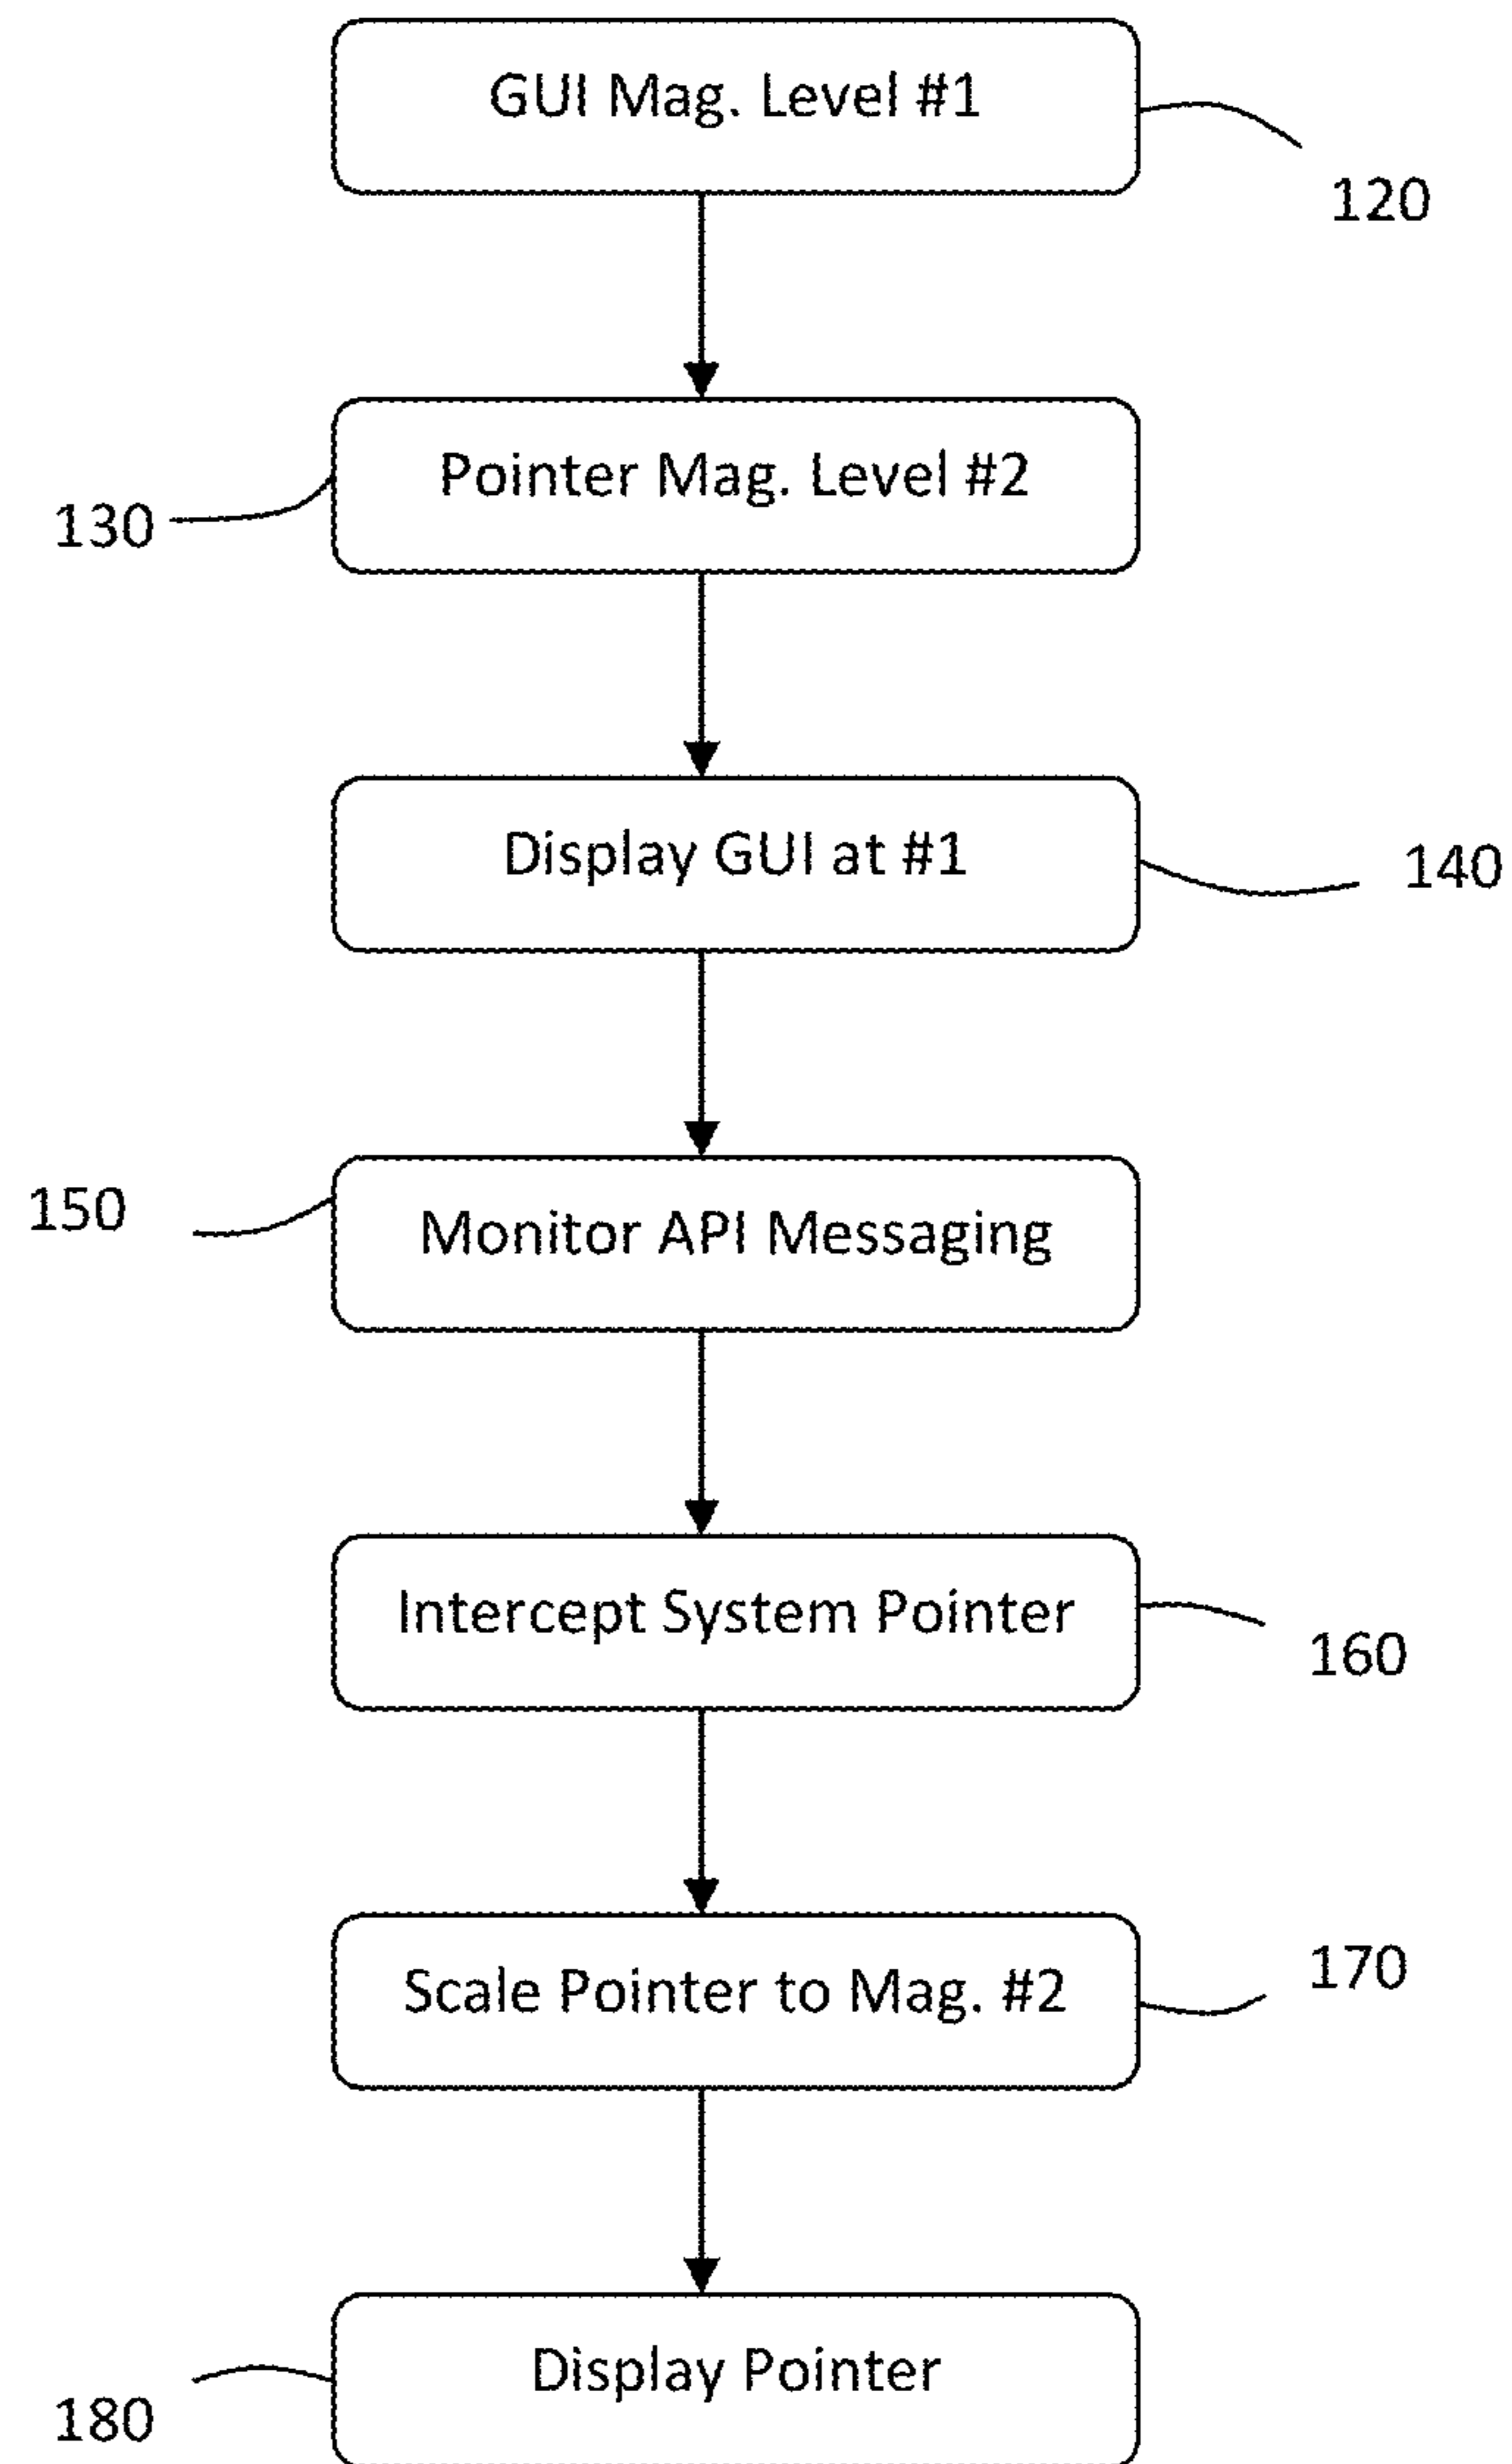 GUI Mag. Level #1
120
Pointer Mag. Level #2
130
Display GUI at #1
140
150
Monitor API Messaging
Intercept System Pointer
160
Scale Pointer to Mag. #2
170
Display Pointer
180